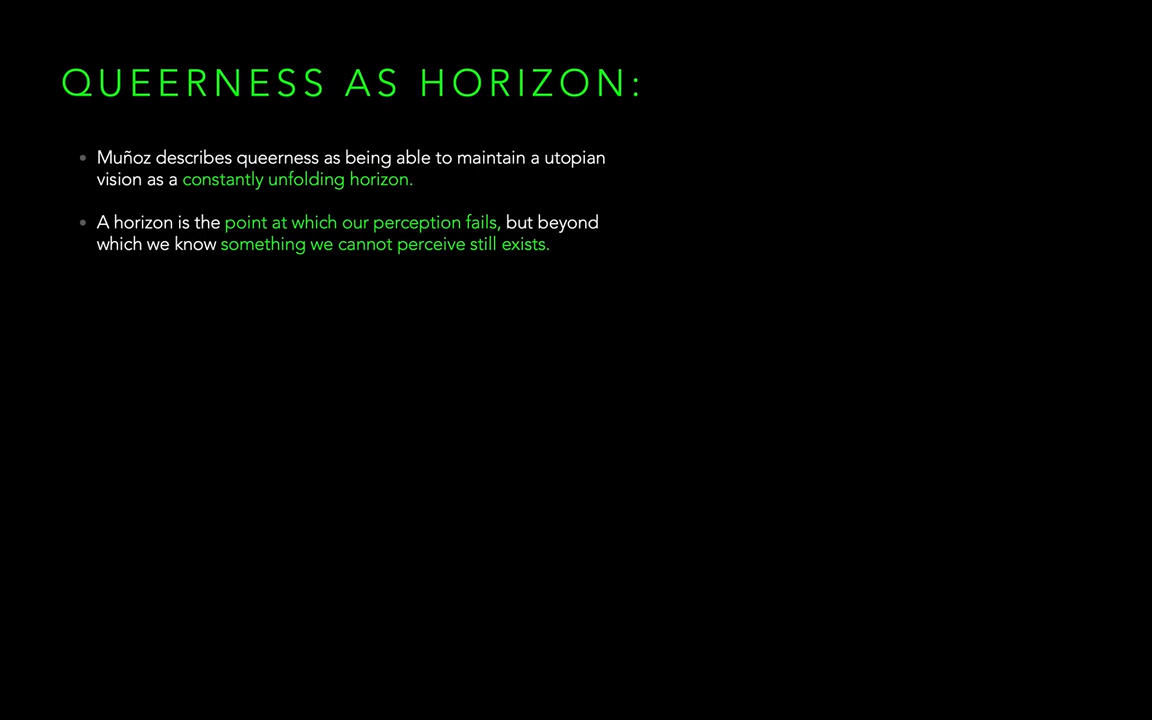 QUEERNESS AS HORIZON:
• Muñoz describes queerness as being able to maintain a utopian
vision as a constantly unfolding horizon.
• A horizon is the point at which our perception fails, but beyond
which we know something we cannot perceive still exists.